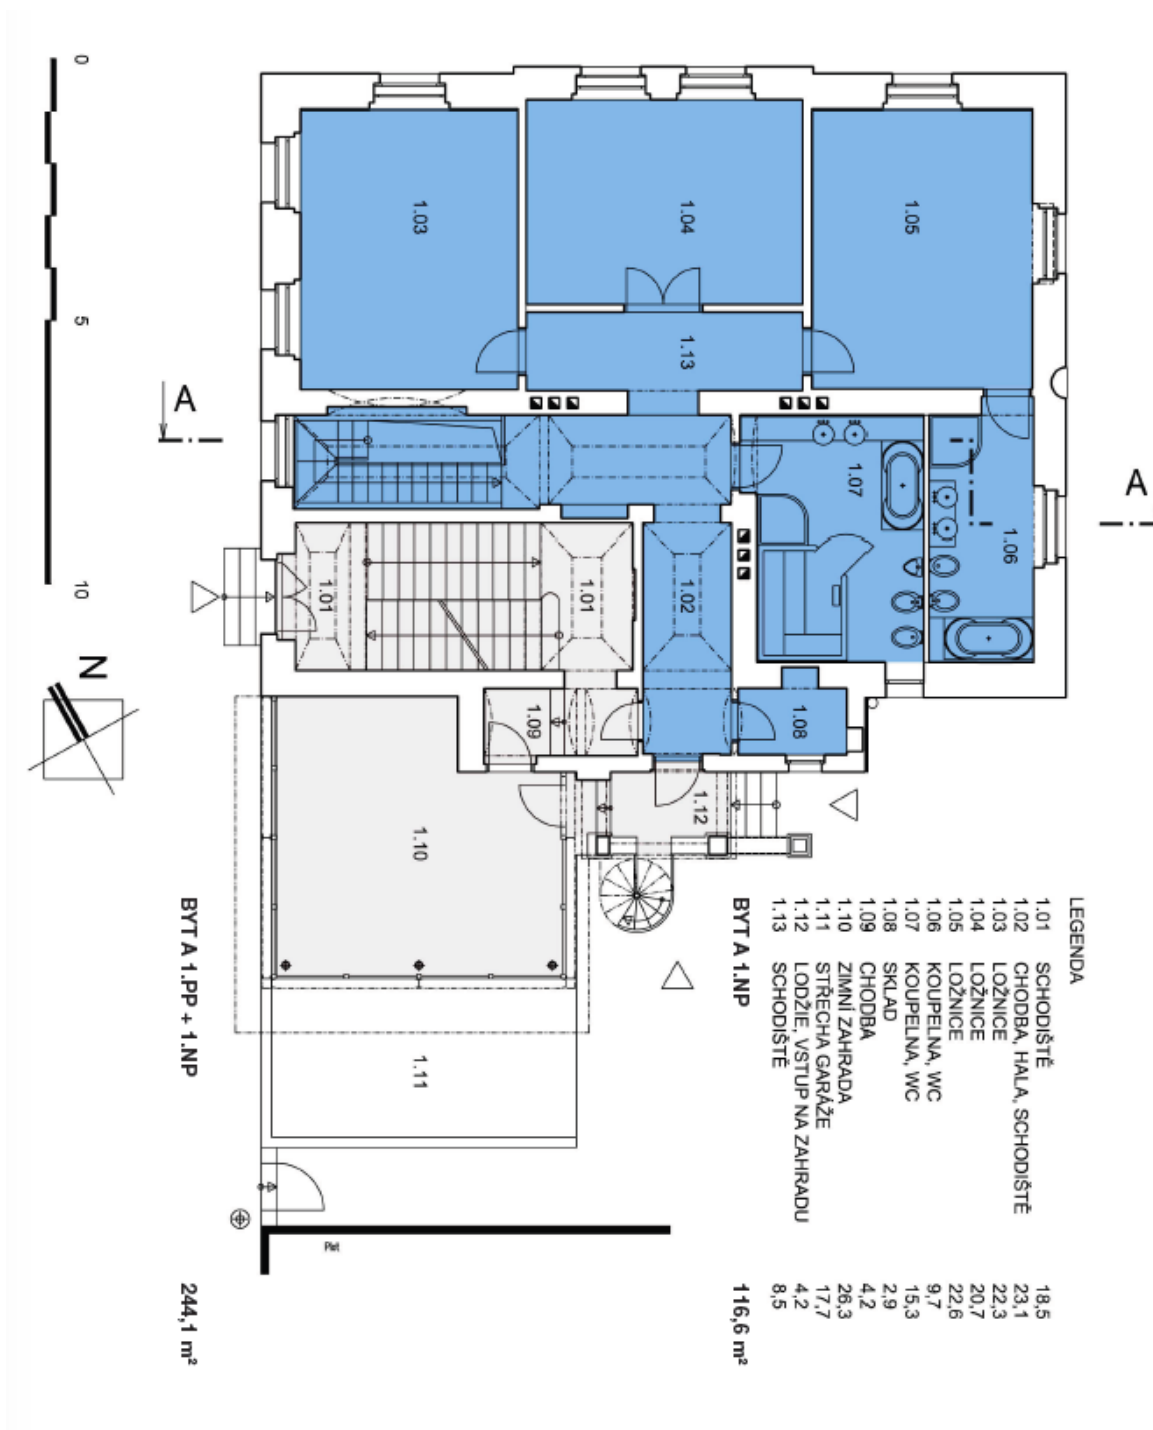 0
5
10
N
A
A
1.03
1.04
1.05
1.13
1.07
1.06
1.01
1.01
1.02
1.09
1.08
1.12
1.10
1.11
Plot
LEGENDA
1.01 SCHODIŠTĚ 18,5
1.02 CHODBA, HALA, SCHODIŠTĚ 23,1
1.03 LOŽNICE 22,3
1.04 LOŽNICE 20,7
1.05 LOŽNICE 22,6
1.06 KOUPELNA, WC 9,7
1.07 KOUPELNA, WC 15,3
1.08 SKLAD 2,9
1.09 CHODBA 4,2
1.10 ZIMNÍ ZAHRADA 26,3
1.11 STŘECHA GARÁŽE 17,7
1.12 LODŽIE, VSTUP NA ZAHRADU 4,2
1.13 SCHODIŠTĚ 8,5
BYT A 1.NP 116,6 m²
BYT A 1.PP + 1.NP 244,1 m²